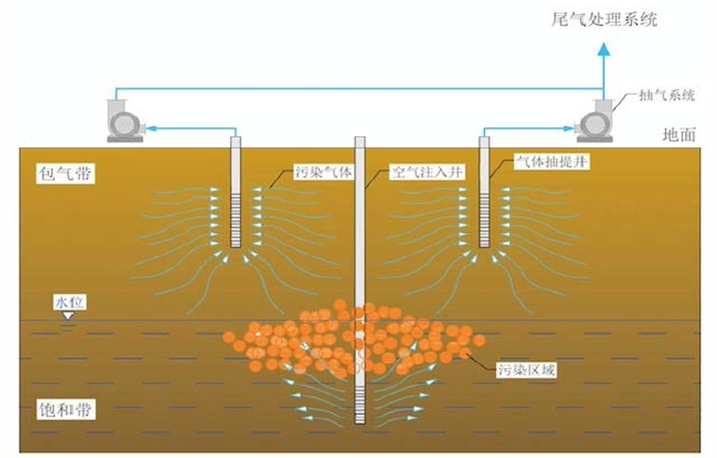 尾气处理系统
抽气系统
地面
包气带
污染气体
空气注入井
气体抽提井
水位
污染区域
饱和带